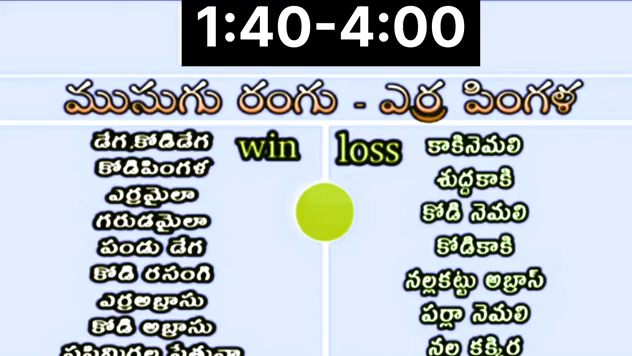 1:40-4:00
ముసుగు రంగు - ఎర్ర పింగళ
win
loss
డేగ,కోడిడేగ
కోడిపింగళ
ఎర్రమైలా
గరుడమైలా
పండు డేగ
కోడి రసంగి
ఎర్రఅబ్రాసు
కోడి అబ్రాసు
కాకినెమలి
శుద్దకాకి
కోడి నెమలి
కోడికాకి
నల్లకట్టు అబ్రాస్
పర్లా నెమలి